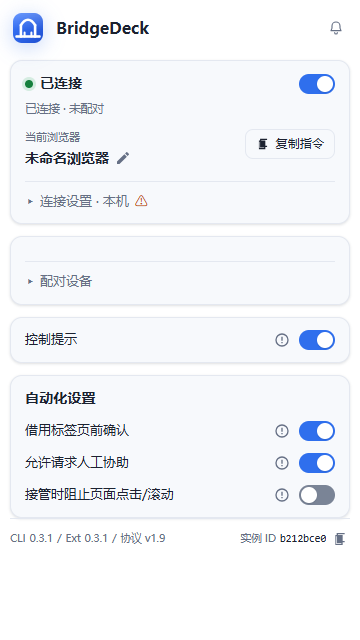 BridgeDeck
已连接
已连接 · 未配对
当前浏览器
未命名浏览器
复制指令
连接设置 · 本机
配对设备
控制提示
自动化设置
借用标签页前确认
允许请求人工协助
接管时阻止页面点击/滚动
CLI 0.3.1 / Ext 0.3.1 / 协议 v1.9 实例 ID b212bce0